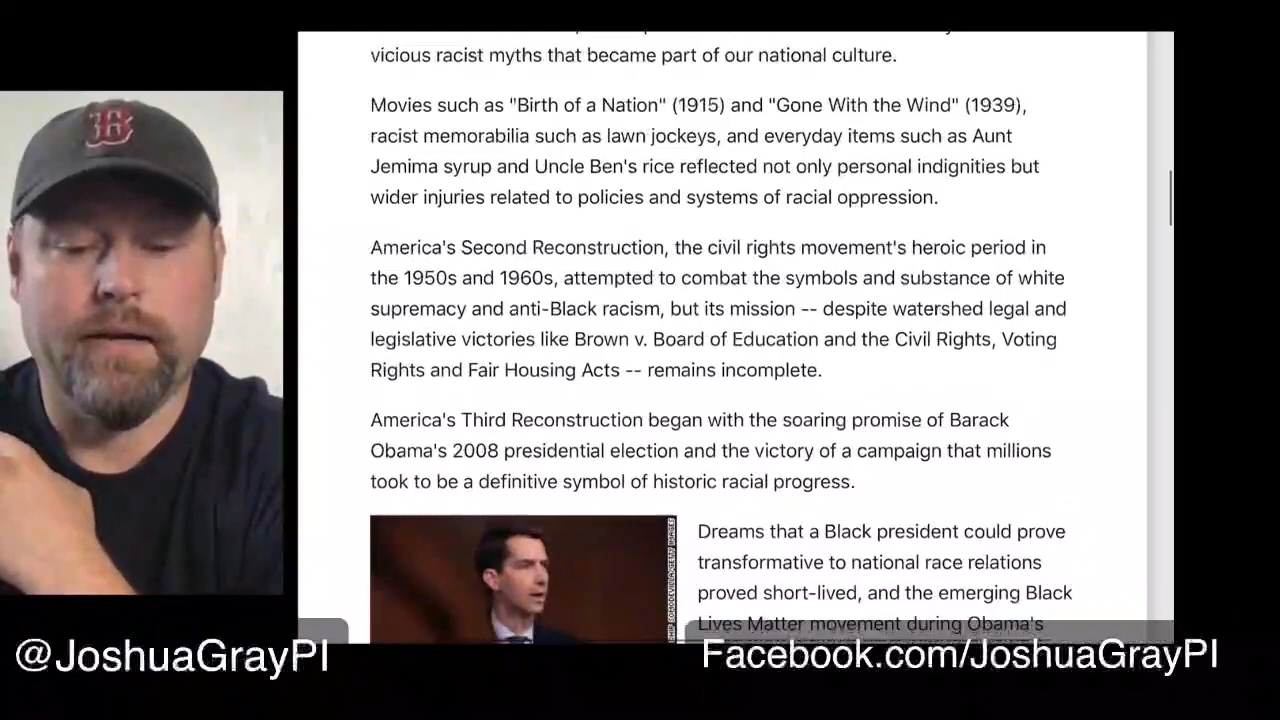 B
vicious racist myths that became part of our national culture.
Movies such as "Birth of a Nation" (1915) and "Gone With the Wind" (1939),
racist memorabilia such as lawn jockeys, and everyday items such as Aunt
Jemima syrup and Uncle Ben's rice reflected not only personal indignities but
wider injuries related to policies and systems of racial oppression.
America's Second Reconstruction, the civil rights movement's heroic period in
the 1950s and 1960s, attempted to combat the symbols and substance of white
supremacy and anti-Black racism, but its mission -- despite watershed legal and
legislative victories like Brown v. Board of Education and the Civil Rights, Voting
Rights and Fair Housing Acts -- remains incomplete.
America's Third Reconstruction began with the soaring promise of Barack
Obama's 2008 presidential election and the victory of a campaign that millions
took to be a definitive symbol of historic racial progress.
Dreams that a Black president could prove
transformative to national race relations
proved short-lived, and the emerging Black
Lives Matter movement during Obama's
CHIP SOMODEVILLA/GETTY IMAGES
@JoshuaGrayPI
Facebook.com/JoshuaGrayPI